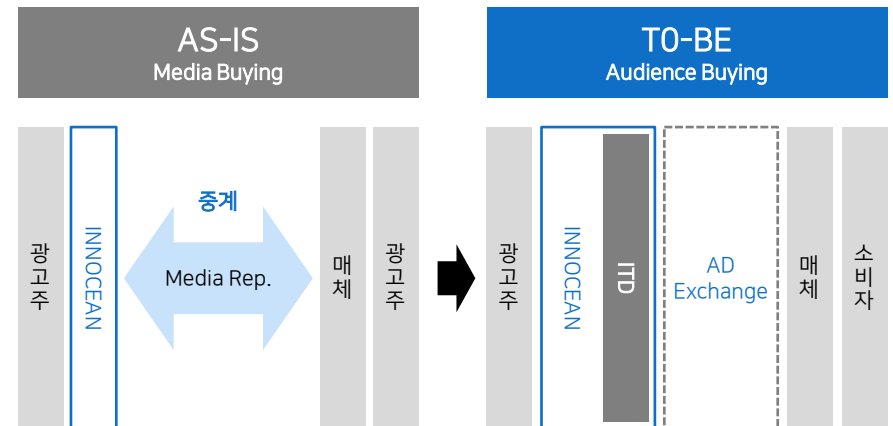 AS-IS
Media Buying
TO-BE
Audience Buying
광고주
INNOCEAN
중계
Media Rep.
매체
광고주
광고주
INNOCEAN
ITD
AD
Exchange
매체
소비자